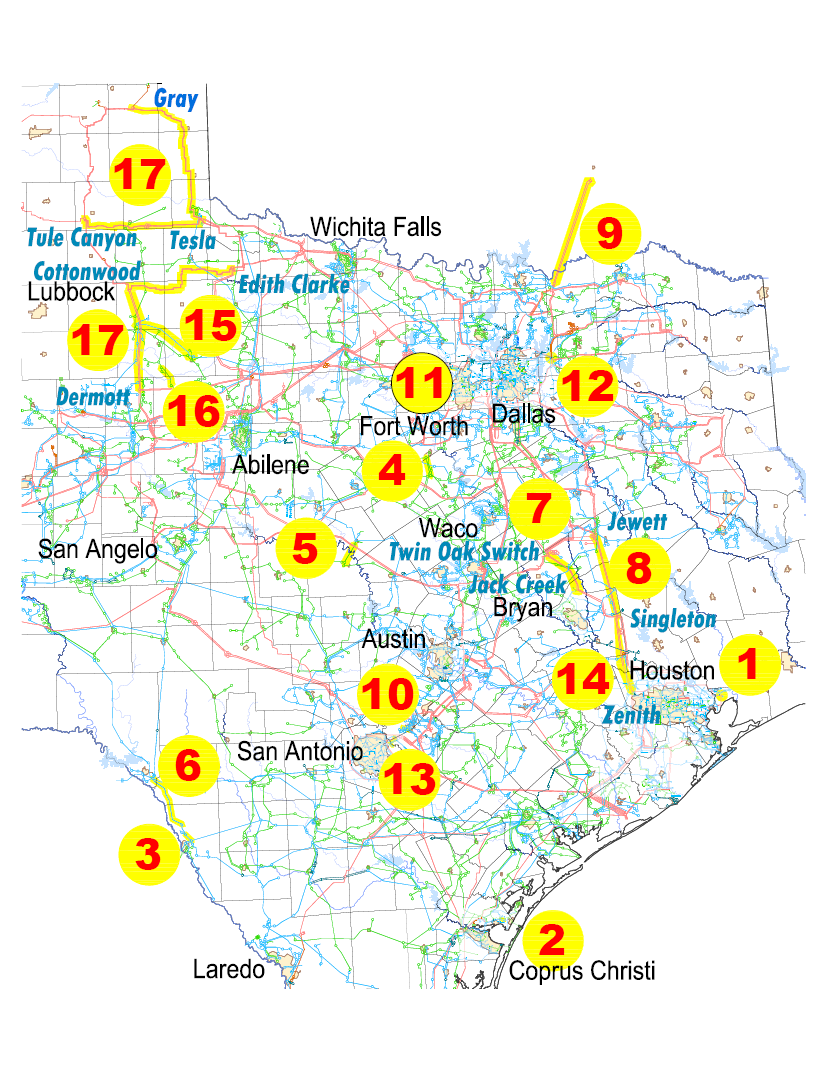 Gray
17
Wichita Falls
9
Tule Canyon
Tesla
Cottonwood
Edith Clarke
Lubbock
15
17
11
12
Dermott
16
Fort Worth
Dallas
Abilene
4
7
Jewett
Waco
San Angelo
5
Twin Oak Switch
8
Jack Creek
Bryan
Singleton
Austin
1
Houston
14
10
Zenith
San Antonio
6
13
3
2
Laredo
Coprus Christi